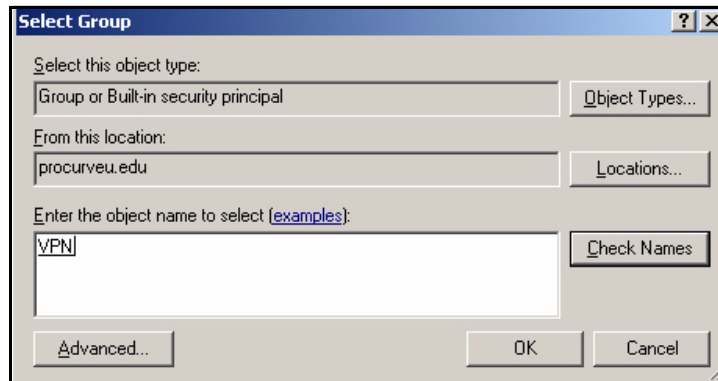 Select Group
?
Select this object type:
Group or Built-in security principal
Object Types...
From this location:
procurveu.edu
Locations...
Enter the object name to select (examples):
VPN
Check Names
Advanced...
OK
Cancel